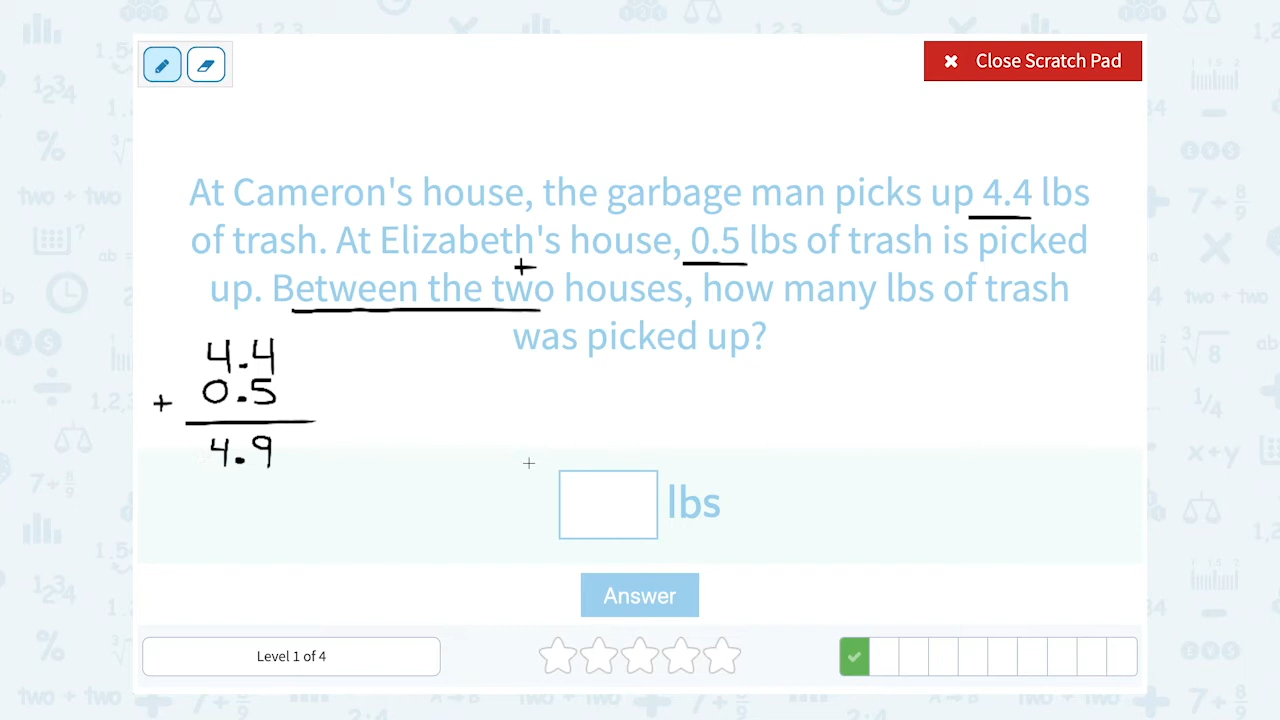 Close Scratch Pad
At Cameron's house, the garbage man picks up 4.4 lbs
of trash. At Elizabeth's house, 0.5 lbs of trash is picked
+
up. Between the two houses, how many lbs of trash
was picked up?
4.4
+ 0.5
4.9
lbs
Answer
Level 1 of 4